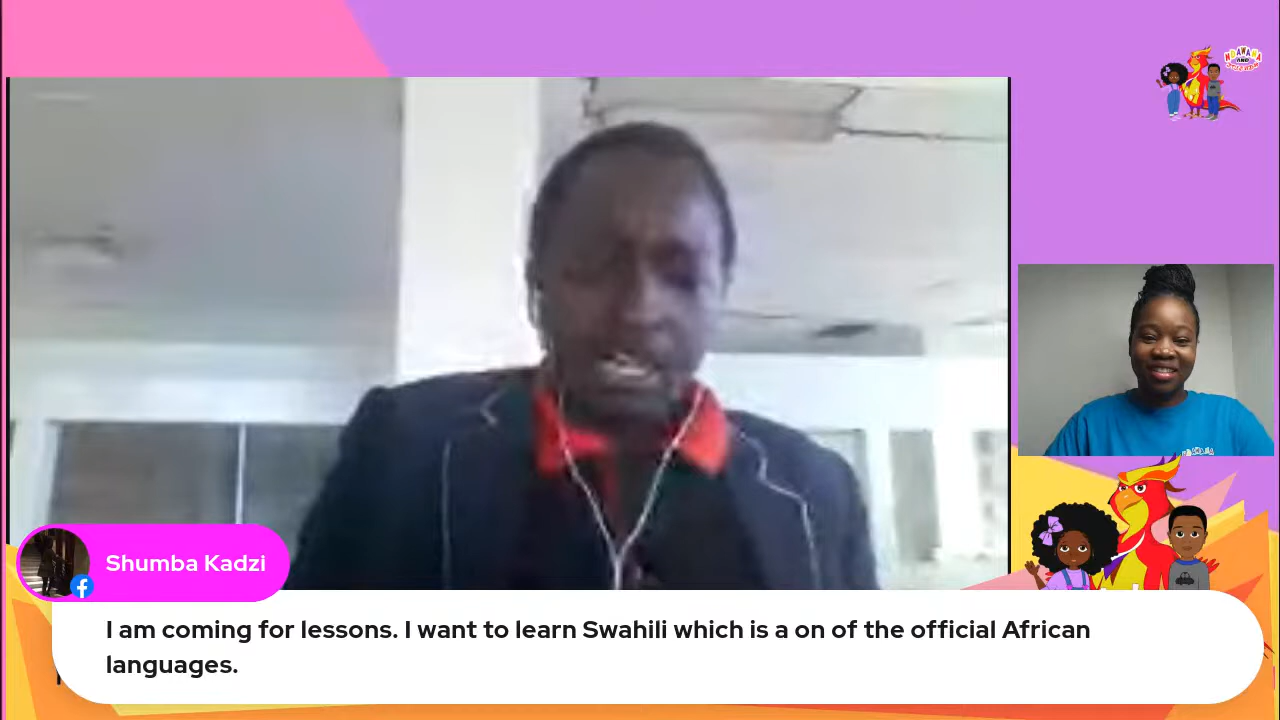 Shumba Kadzi
I am coming for lessons. I want to learn Swahili which is a on of the official African
languages.